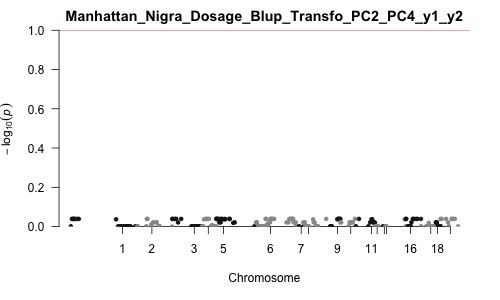 Manhattan_Nigra_Dosage_Blup_Transfo_PC2_PC4_y1_y2
1.0
0.8
0.6
0.4
0.2
0.0
− log10(p)
1 2 3 5 6 7 9 11 16 18
Chromosome